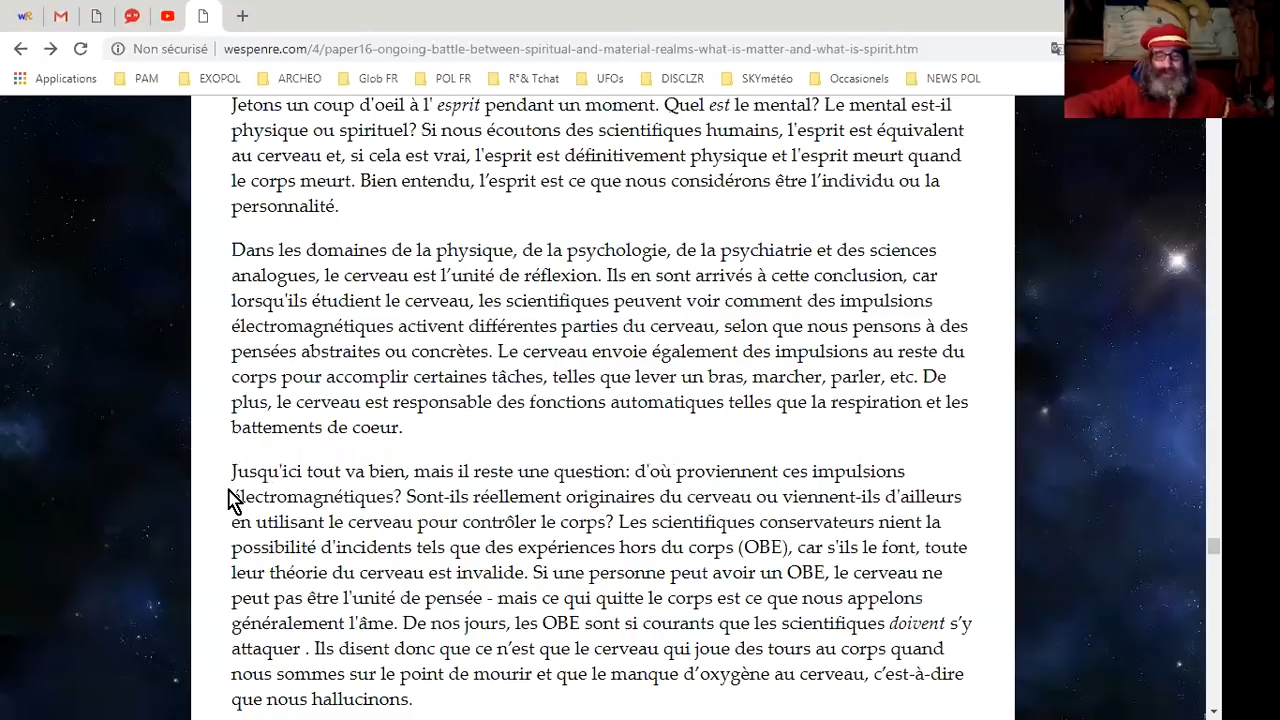 Non sécurisé | wespenre.com/4/paper16-ongoing-battle-between-spiritual-and-material-realms-what-is-matter-and-what-is-spirit.htm
Applications PAM EXOPOL ARCHEO Glob FR POL FR R°& Tchat UFOs DISCLZR SKYmétéo Occasionels NEWS POL
Jetons un coup d'oeil à l' esprit pendant un moment. Quel est le mental? Le mental est-il
physique ou spirituel? Si nous écoutons des scientifiques humains, l'esprit est équivalent
au cerveau et, si cela est vrai, l'esprit est définitivement physique et l'esprit meurt quand
le corps meurt. Bien entendu, l’esprit est ce que nous considérons être l’individu ou la
personnalité.
Dans les domaines de la physique, de la psychologie, de la psychiatrie et des sciences
analogues, le cerveau est l’unité de réflexion. Ils en sont arrivés à cette conclusion, car
lorsqu'ils étudient le cerveau, les scientifiques peuvent voir comment des impulsions
électromagnétiques activent différentes parties du cerveau, selon que nous pensons à des
pensées abstraites ou concrètes. Le cerveau envoie également des impulsions au reste du
corps pour accomplir certaines tâches, telles que lever un bras, marcher, parler, etc. De
plus, le cerveau est responsable des fonctions automatiques telles que la respiration et les
battements de coeur.
Jusqu'ici tout va bien, mais il reste une question: d'où proviennent ces impulsions
électromagnétiques? Sont-ils réellement originaires du cerveau ou viennent-ils d'ailleurs
en utilisant le cerveau pour contrôler le corps? Les scientifiques conservateurs nient la
possibilité d'incidents tels que des expériences hors du corps (OBE), car s'ils le font, toute
leur théorie du cerveau est invalide. Si une personne peut avoir un OBE, le cerveau ne
peut pas être l'unité de pensée - mais ce qui quitte le corps est ce que nous appelons
généralement l'âme. De nos jours, les OBE sont si courants que les scientifiques doivent s’y
attaquer . Ils disent donc que ce n’est que le cerveau qui joue des tours au corps quand
nous sommes sur le point de mourir et que le manque d’oxygène au cerveau, c’est-à-dire
que nous hallucinons.